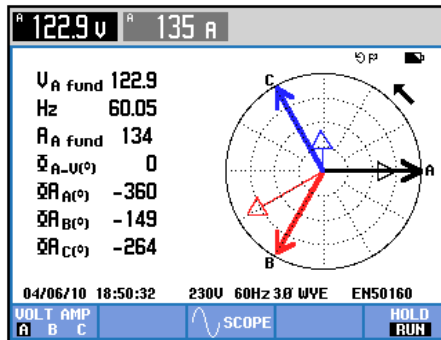 A 122.9 V A 135 A
V A fund 122.9
Hz 60.05
A A fund 134
Φ A-V(°) 0
ΦA A(°) -360
ΦA B(°) -149
ΦA C(°) -264
C
A
B
04/06/10 18:50:32 230V 60Hz 3Ø WYE EN50160
VOLT AMP
A B C
SCOPE
HOLD
RUN